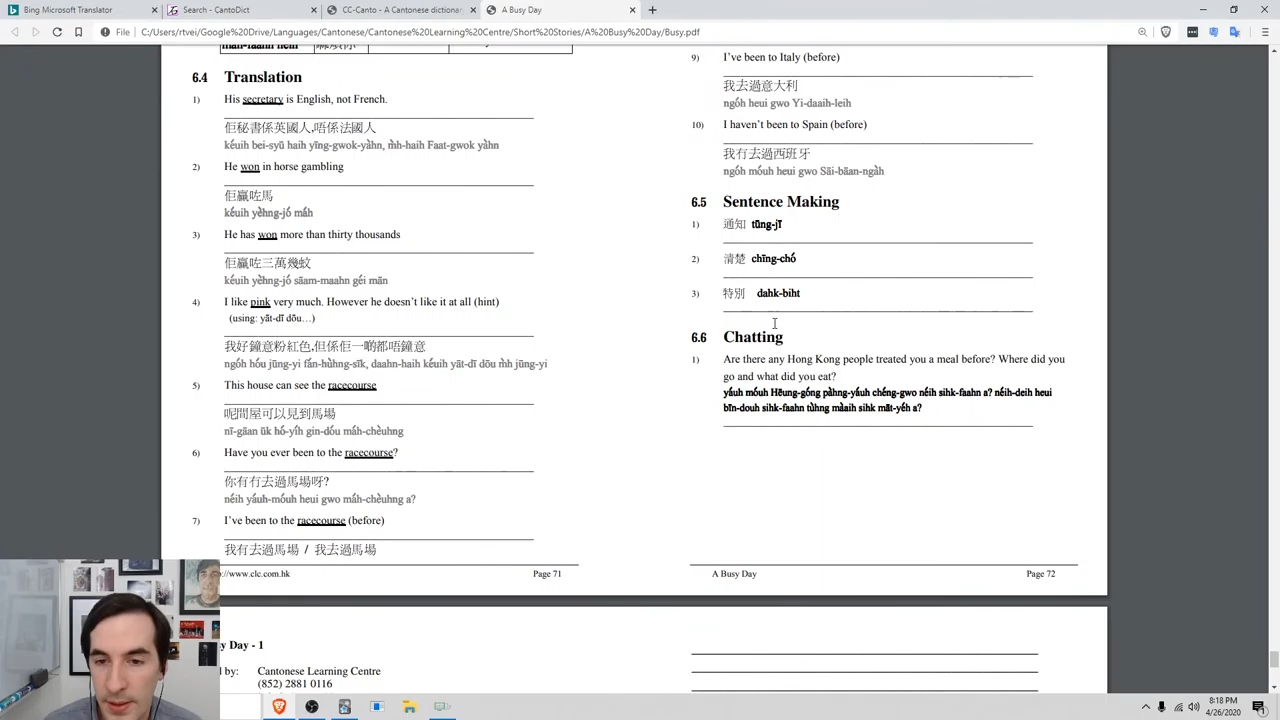 Bing Microsoft Translator
Search - CantoDict
CC-Canto - A Cantonese dictionary
A Busy Day
File
C:/Users/rtvei/Google%20Drive/Languages/Cantonese/Cantonese%20Learning%20Centre/Short%20Stories/A%20Busy%20Day/Busy.pdf
6.4 Translation
1) His secretary is English, not French.
佢秘書係英國人,唔係法國人
kéuih bei-syū haih yīng-gwok-yàhn, m̀h-haih Faat-gwok yàhn
2) He won in horse gambling
佢贏咗馬
kéuih yèhng-jó máh
3) He has won more than thirty thousands
佢贏咗三萬幾蚊
kéuih yèhng-jó sāam-maahn géi mān
4) I like pink very much. However he doesn't like it at all (hint)
(using: yāt-dī dōu…)
我好鐘意粉紅色,但係佢一啲都唔鐘意
ngóh hóu jūng-yi fán-hùhng-sīk, daahn-haih kéuih yāt-dī dōu m̀h jūng-yi
5) This house can see the racecourse
呢間屋可以見到馬場
nī-gāan ūk hó-yíh gin-dóu máh-chèuhng
6) Have you ever been to the racecourse?
你有冇去過馬場呀?
néih yáuh-móuh heui gwo máh-chèuhng a?
7) I've been to the racecourse (before)
我有去過馬場 / 我去過馬場
://www.clc.com.hk
Page 71
9) I've been to Italy (before)
我去過意大利
ngóh heui gwo Yi-daaih-leih
10) I haven't been to Spain (before)
我冇去過西班牙
ngóh móuh heui gwo Sāi-bāan-ngàh
6.5 Sentence Making
1) 通知 tūng-jī
2) 清楚 chīng-chó
3) 特別 dahk-biht
6.6 Chatting
1) Are there any Hong Kong people treated you a meal before? Where did you
go and what did you eat?
yáuh móuh Hēung-góng pàhng-yáuh chéng-gwo néih sihk-faahn a? néih-deih heui
bīn-douh sihk-faahn tùhng màaih sihk māt-yéh a?
A Busy Day
Page 72
y Day - 1
d by: Cantonese Learning Centre
(852) 2881 0116
8:18 PM
4/26/2020